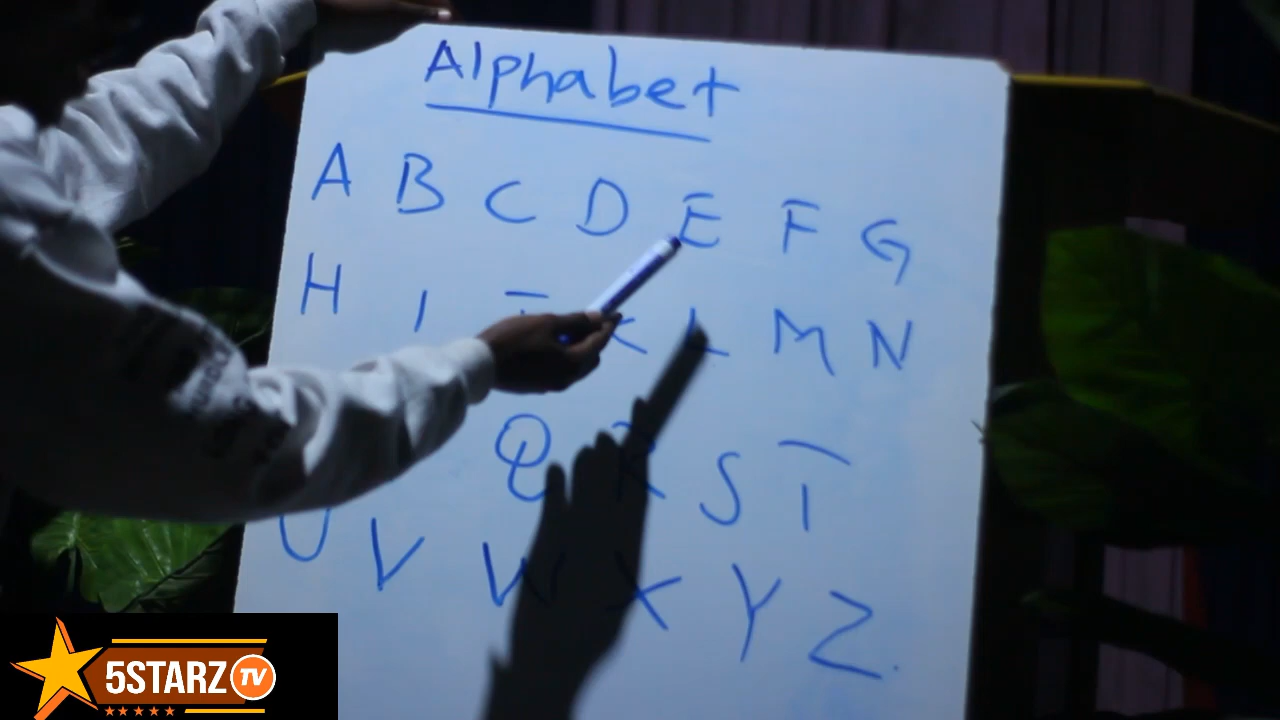 Alphabet
A B C D E F G
H I J K L M N
Q R S T
U V W X Y Z.
5STARZ TV